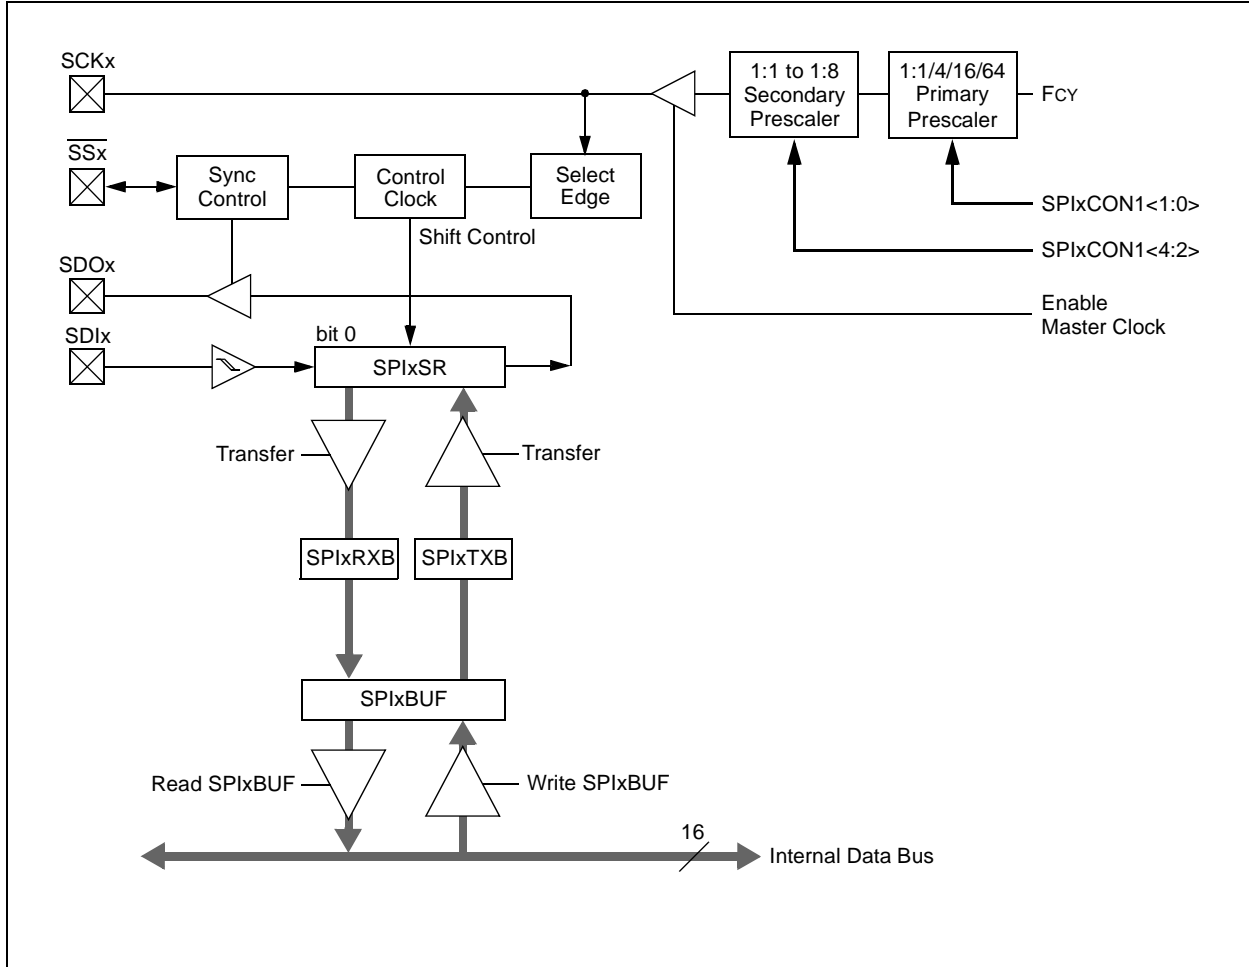 SCKx
1:1 to 1:8
Secondary
Prescaler
1:1/4/16/64
Primary
Prescaler
FCY
SSx
Sync
Control
Control
Clock
Select
Edge
SPIxCON1<1:0>
Shift Control
SPIxCON1<4:2>
SDOx
Enable
Master Clock
SDIx
bit 0
SPIxSR
Transfer
Transfer
SPIxRXB
SPIxTXB
SPIxBUF
Read SPIxBUF
Write SPIxBUF
16
Internal Data Bus